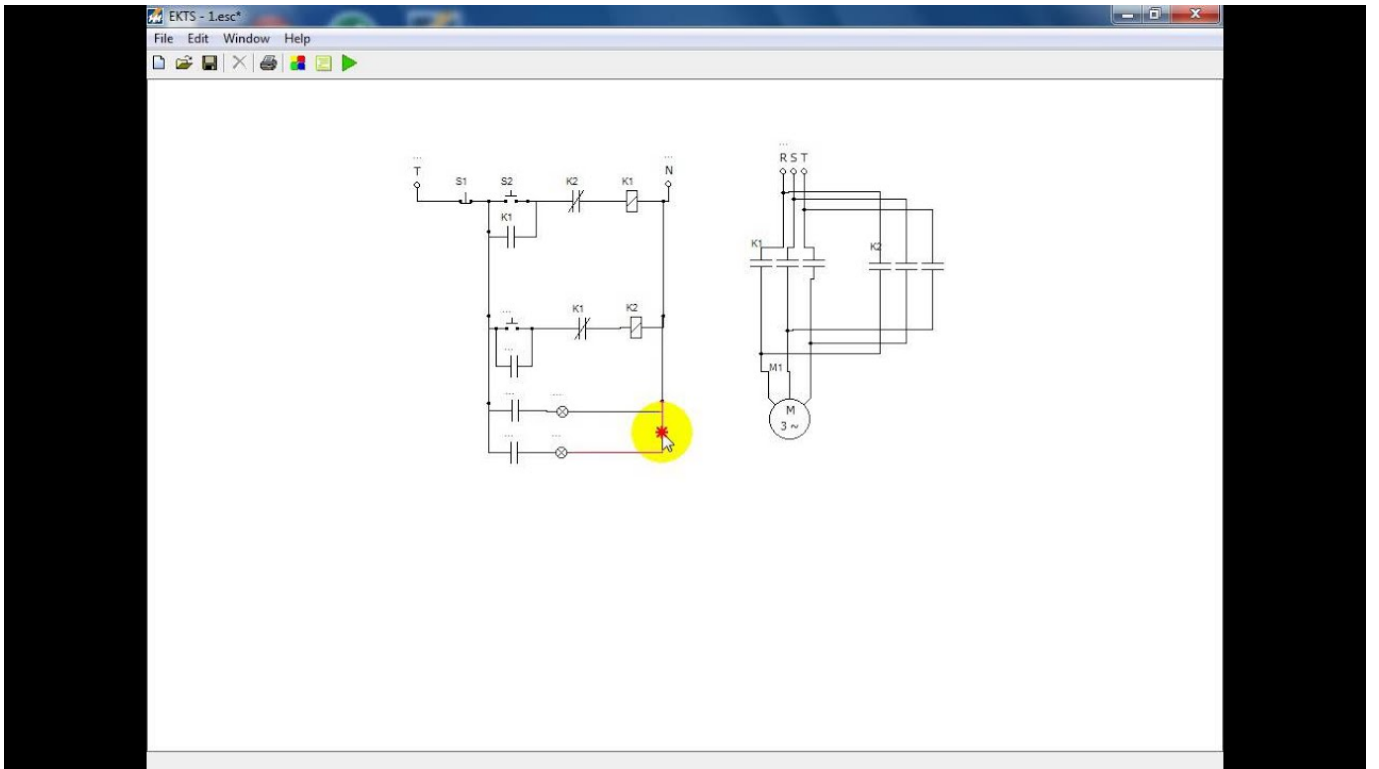 EKTS - 1.esc*
File Edit Window Help
...
T
S1
S2
K2
K1
...
N
K1
...
K1
K2
...
... ...
... ...
...
R S T
K1
K2
M1
M
3 ~